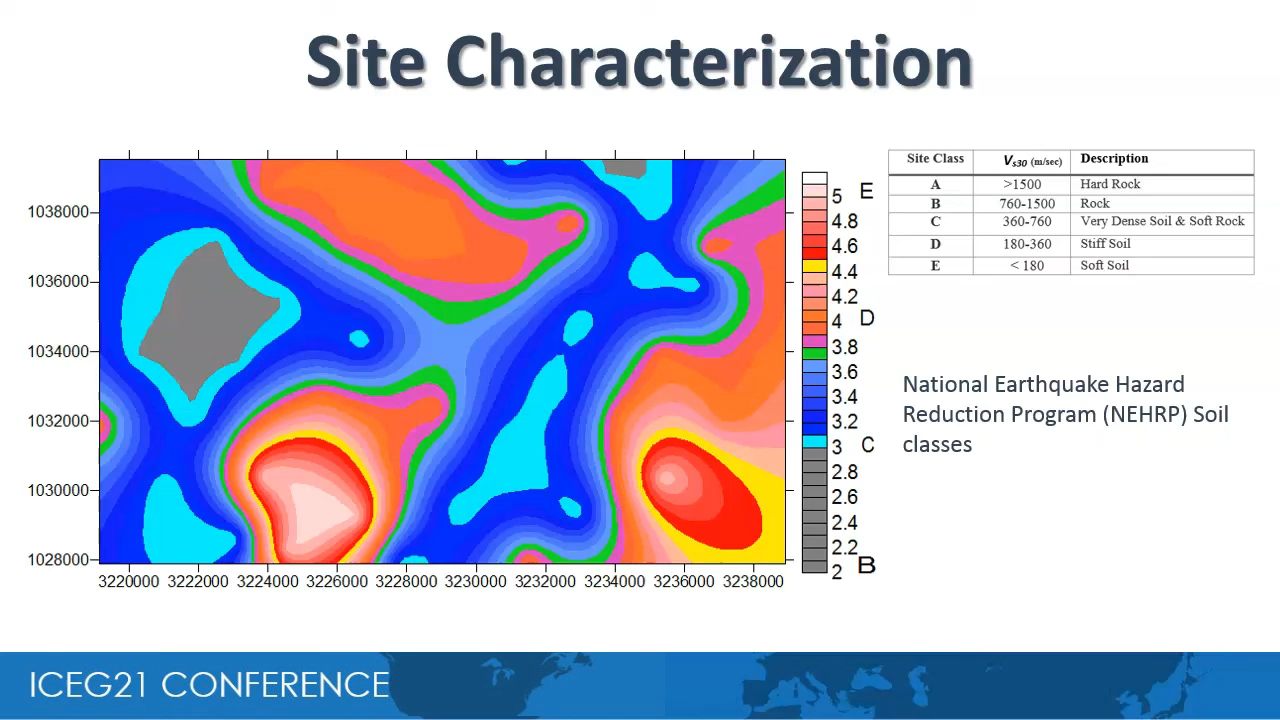 Site Characterization
1038000
1036000
1034000
1032000
1030000
1028000
3220000 3222000 3224000 3226000 3228000 3230000 3232000 3234000 3236000 3238000
5 E
4.8
4.6
4.4
4.2
4 D
3.8
3.6
3.4
3.2
3 C
2.8
2.6
2.4
2.2
2 B
Site Class Vs30 (m/sec) Description
A >1500 Hard Rock
B 760-1500 Rock
C 360-760 Very Dense Soil & Soft Rock
D 180-360 Stiff Soil
E < 180 Soft Soil
National Earthquake Hazard
Reduction Program (NEHRP) Soil
classes
ICEG21 CONFERENCE